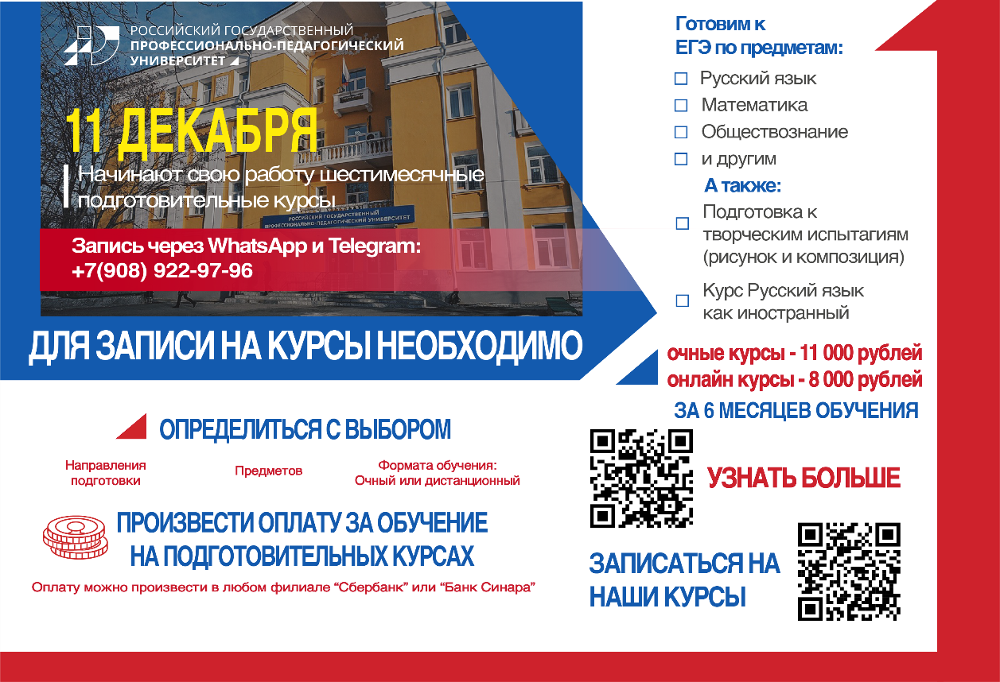 РОССИЙСКИЙ ГОСУДАРСТВЕННЫЙ
ПРОФЕССИОНАЛЬНО-ПЕДАГОГИЧЕСКИЙ
УНИВЕРСИТЕТ
11 ДЕКАБРЯ
Начинают свою работу шестимесячные
подготовительные курсы
РОССИЙСКИЙ ГОСУДАРСТВЕННЫЙ
ПРОФЕССИОНАЛЬНО-ПЕДАГОГИЧЕСКИЙ УНИВЕРСИТЕТ
Запись через WhatsApp и Telegram:
+7(908) 922-97-96
ДЛЯ ЗАПИСИ НА КУРСЫ НЕОБХОДИМО
ОПРЕДЕЛИТЬСЯ С ВЫБОРОМ
Направления
подготовки
Предметов
Формата обучения:
Очный или дистанционный
ПРОИЗВЕСТИ ОПЛАТУ ЗА ОБУЧЕНИЕ
НА ПОДГОТОВИТЕЛЬНЫХ КУРСАХ
Оплату можно произвести в любом филиале “Сбербанк” или “Банк Синара”
Готовим к
ЕГЭ по предметам:
Русский язык
Математика
Обществознание
и другим
А также:
Подготовка к
творческим испытагиям
(рисунок и композиция)
Курс Русский язык
как иностранный
очные курсы - 11 000 рублей
онлайн курсы - 8 000 рублей
ЗА 6 МЕСЯЦЕВ ОБУЧЕНИЯ
УЗНАТЬ БОЛЬШЕ
ЗАПИСАТЬСЯ НА
НАШИ КУРСЫ